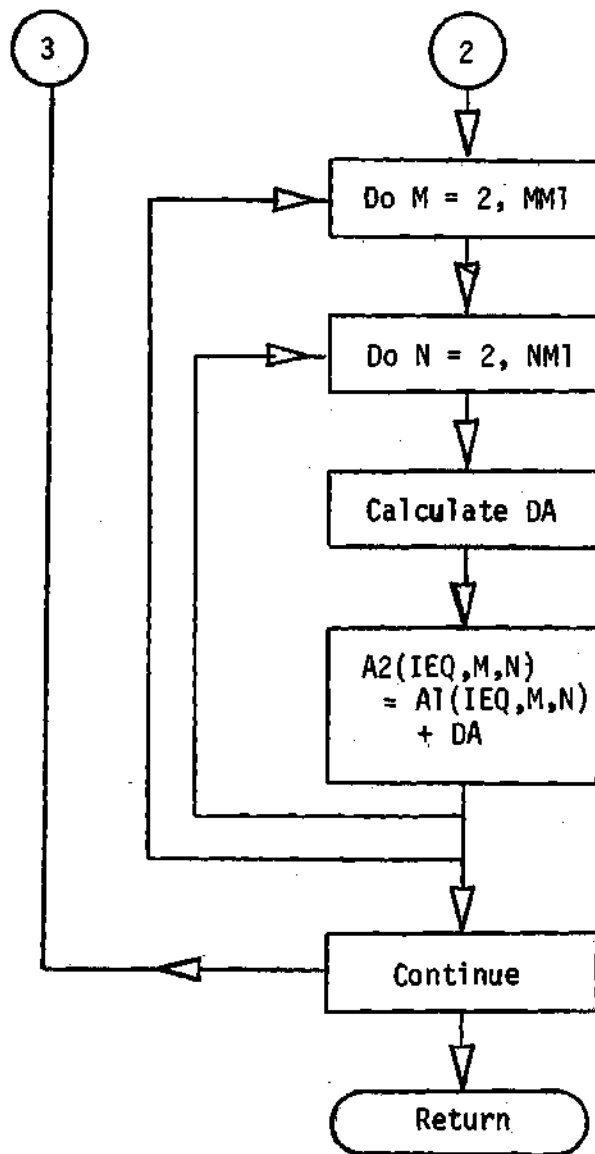 3
2
Do M = 2, MM1
Do N = 2, NM1
Calculate DA
A2(IEQ,M,N)
= A1(IEQ,M,N)
+ DA
Continue
Return